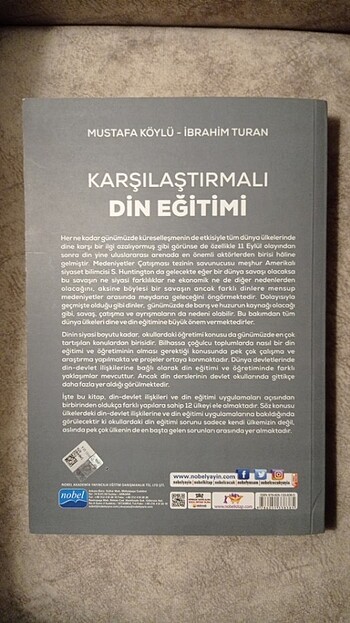 MUSTAFA KÖYLÜ - İBRAHİM TURAN
KARŞILAŞTIRMALI
DİN EĞİTİMİ
Her ne kadar günümüzde küreselleşmenin de etkisiyle tüm dünya ülkelerinde
dine karşı bir ilgi azalıyormuş gibi görünse de özellikle 11 Eylül olayından
sonra din yine uluslararası arenada en önemli aktörlerden birisi hâline
gelmiştir. Medeniyetler Çatışması tezinin savunucusu meşhur Amerikalı
siyaset bilimcisi S. Huntington da gelecekte eğer bir dünya savaşı olacaksa
bu savaşın ne siyasi farklılıklar ne ekonomik ne de diğer nedenlerden
olacağını, aksine böylesi bir savaşın ancak farklı dinlere mensup
medeniyetler arasında meydana geleceğini öngörmektedir. Dolayısıyla
geçmişte olduğu gibi dinler, günümüzde de barış ve huzurun kaynağı olacağı
gibi, savaş, çatışma ve ayrışmaların da nedeni olabilir. Bu bakımdan tüm
dünya ülkeleri dine ve din eğitimine büyük önem vermektedirler.
Dinin siyasi boyutu kadar, okullardaki öğretimi konusu da günümüzde en çok
tartışılan konulardan birisidir. Bilhassa çoğulcu toplumlarda nasıl bir din
eğitimi ve öğretiminin olması gerektiği konusunda pek çok çalışma ve
araştırma yapılmakta ve projeler ortaya konmaktadır. Dünya devletlerinde
din-devlet ilişkilerine bağlı olarak din eğitimi ve öğretiminde farklı
yaklaşımlar mevcuttur. Ancak din derslerinin devlet okullarında gittikçe
daha fazla yer aldığı görülmektedir.
İşte bu kitap, din-devlet ilişkileri ve din eğitimi uygulamaları açısından
birbirinden oldukça farklı yapılara sahip 12 ülkeyi ele almaktadır. Söz konusu
ülkelerdeki din-devlet ilişkilerine ve din eğitimi uygulamalarına bakıldığında
görülecektir ki okullardaki din eğitimi sorunu sadece kendi ülkemizin değil,
aslında pek çok ülkenin de en başta gelen sorunları arasında yer almaktadır.
www.nobelyayin.com
nobel